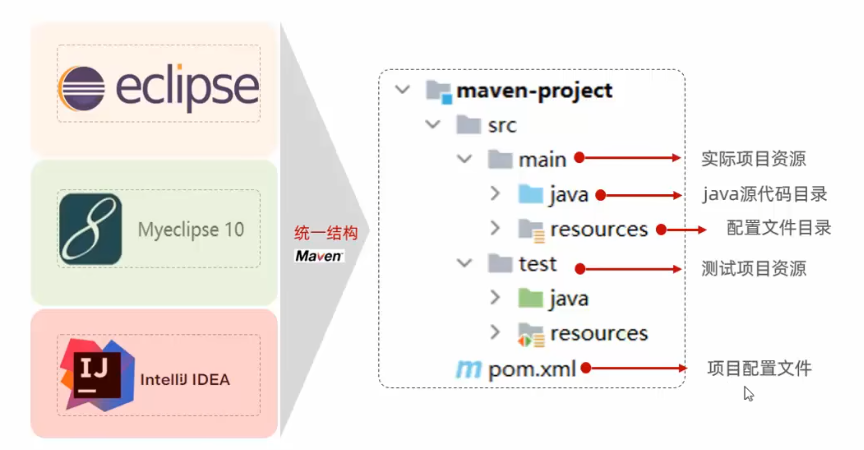 eclipse
Myeclipse 10
IJ
IntelliJ IDEA
统一结构
Maven
maven-project
src
main
实际项目资源
java
java源代码目录
resources
配置文件目录
test
测试项目资源
java
resources
m pom.xml
项目配置文件